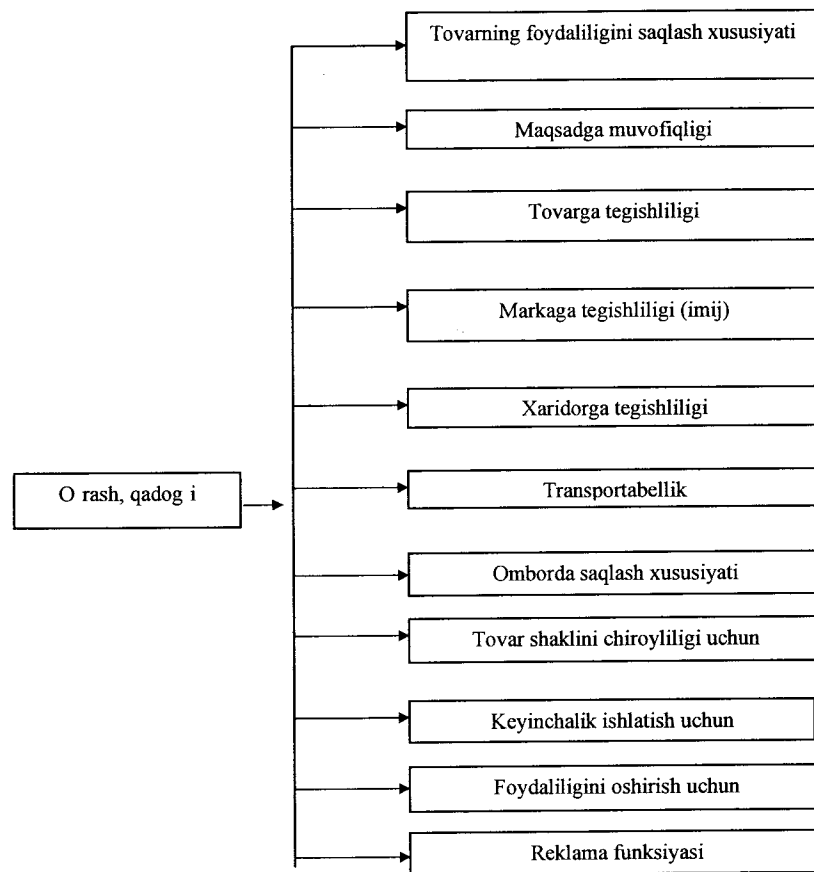 Tovarning foydaliligini saqlash xususiyati
Maqsadga muvofiqligi
Tovarga tegishliligi
Markaga tegishliligi (imij)
Xaridorga tegishliligi
O rash, qadog i
Transportabellik
Omborda saqlash xususiyati
Tovar shaklini chiroyliligi uchun
Keyinchalik ishlatish uchun
Foydaliligini oshirish uchun
Reklama funksiyasi